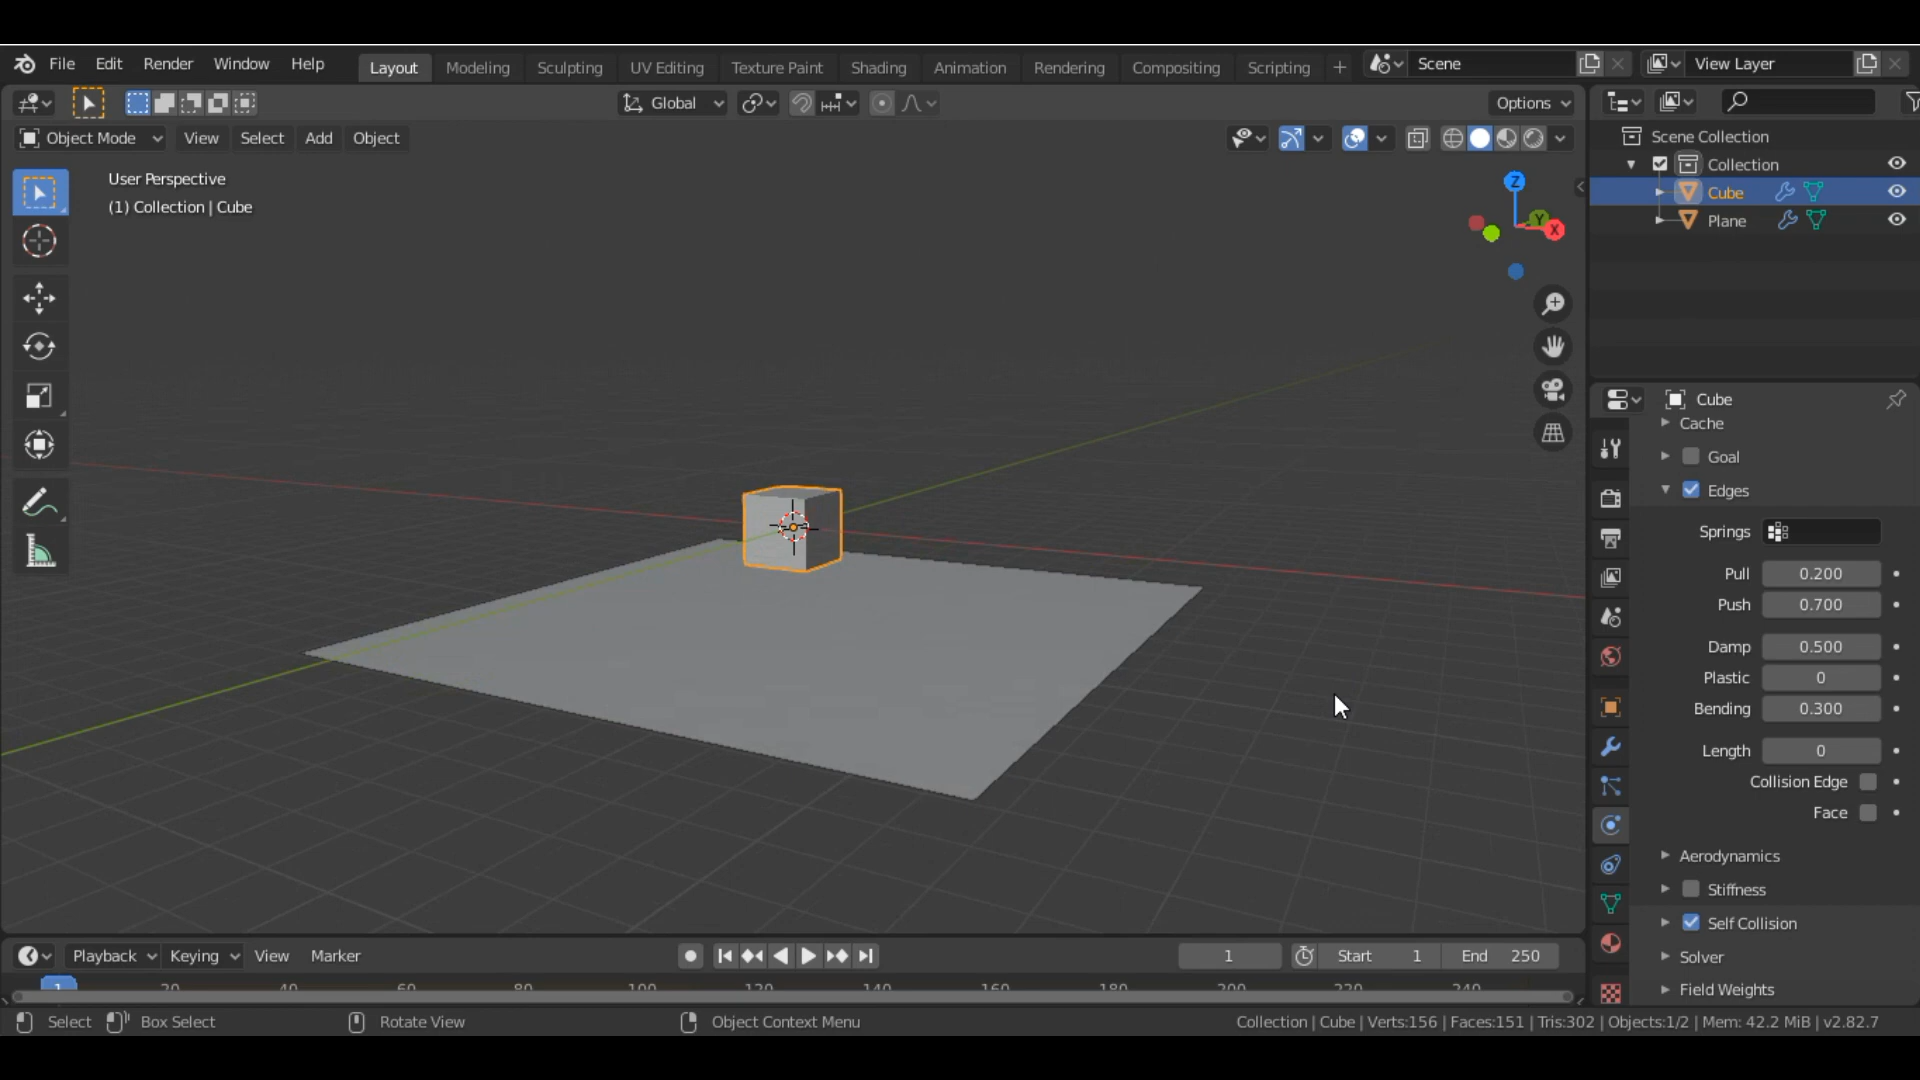 File Edit Render Window Help Layout Modeling Sculpting UV Editing Texture Paint Shading Animation Rendering Compositing Scripting + Scene View Layer
Global Options
Object Mode View Select Add Object
User Perspective
(1) Collection | Cube
Z
Y
X
Scene Collection
Collection
Cube
Plane
Cube
Cache
Goal
Edges
Springs
Pull 0.200
Push 0.700
Damp 0.500
Plastic 0
Bending 0.300
Length 0
Collision Edge
Face
Aerodynamics
Stiffness
Self Collision
Solver
Field Weights
Playback Keying View Marker 1 Start 1 End 250
1 20 40 60 80 100 120 140 160 180 200 220 240
Select Box Select Rotate View Object Context Menu Collection | Cube | Verts:156 | Faces:151 | Tris:302 | Objects:1/2 | Mem: 42.2 MiB | v2.82.7